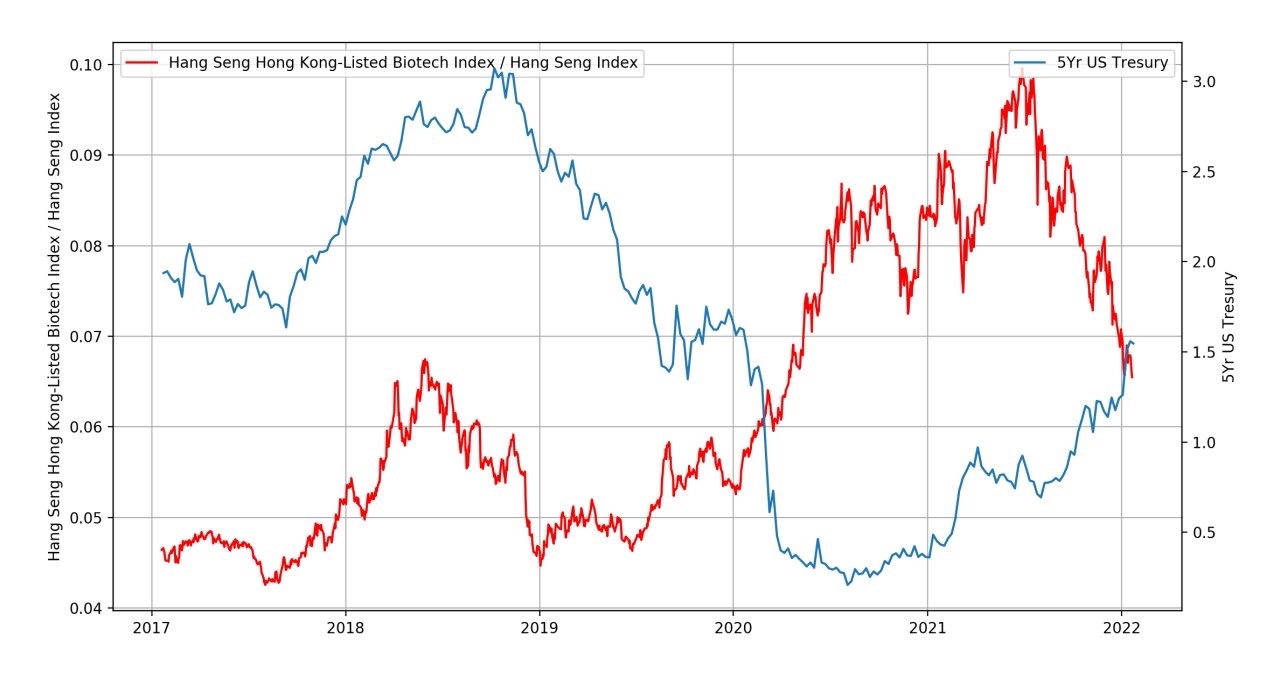 Hang Seng Hong Kong-Listed Biotech Index / Hang Seng Index
5Yr US Tresury
Hang Seng Hong Kong-Listed Biotech Index / Hang Seng Index
0.10
0.09
0.08
0.07
0.06
0.05
0.04
3.0
2.5
2.0
1.5
1.0
0.5
5Yr US Tresury
2017 2018 2019 2020 2021 2022